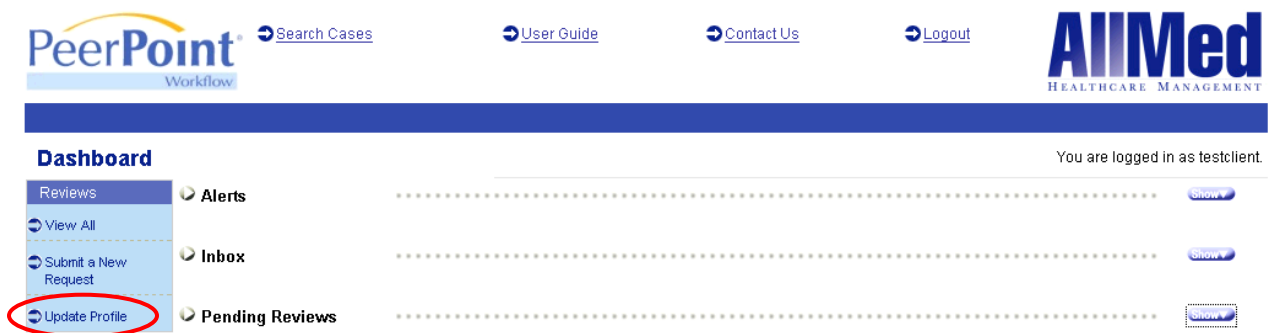 PeerPoint®
Workflow
Search Cases
User Guide
Contact Us
Logout
AllMed
HEALTHCARE MANAGEMENT
Dashboard
You are logged in as testclient.
Reviews
View All
Submit a New
Request
Update Profile
Alerts
Show
Inbox
Show
Pending Reviews
Show